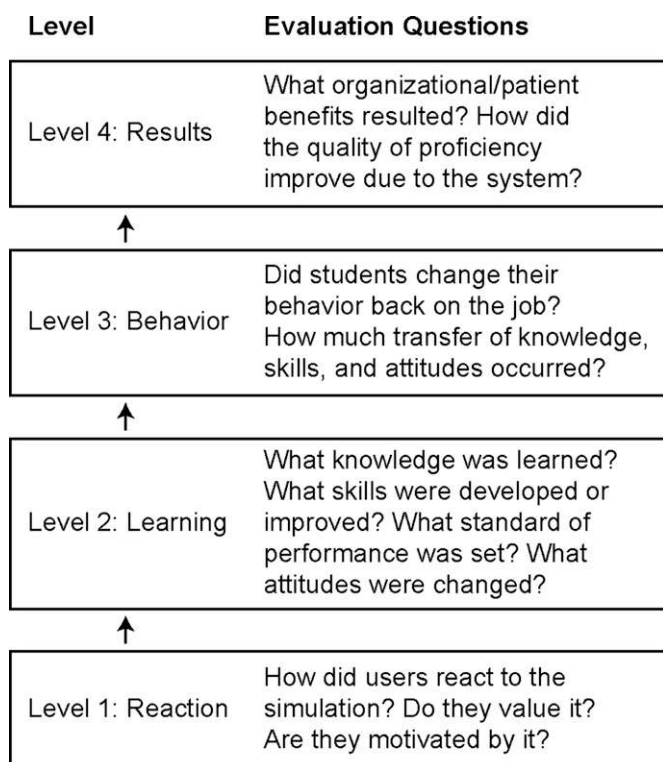 Level Evaluation Questions
Level 4: Results
What organizational/patient
benefits resulted? How did
the quality of proficiency
improve due to the system?
Level 3: Behavior
Did students change their
behavior back on the job?
How much transfer of knowledge,
skills, and attitudes occurred?
Level 2: Learning
What knowledge was learned?
What skills were developed or
improved? What standard of
performance was set? What
attitudes were changed?
Level 1: Reaction
How did users react to the
simulation? Do they value it?
Are they motivated by it?